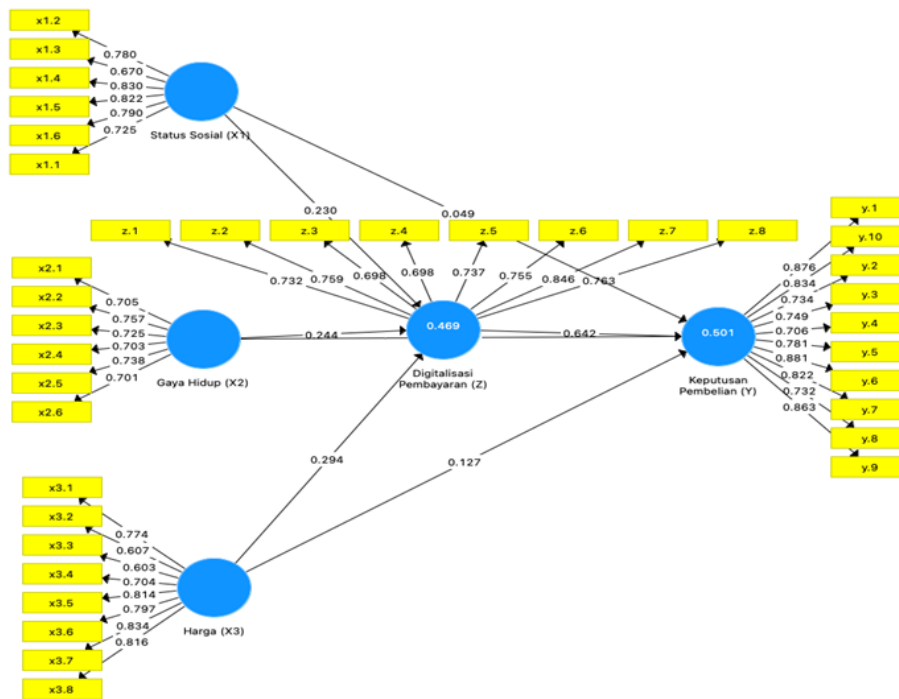 x1.2
x1.3
x1.4
x1.5
x1.6
x1.1
0.780
0.670
0.830
0.822
0.790
0.725
Status Sosial (X1)
0.230
0.049
z.1
z.2
z.3
z.4
z.5
z.6
z.7
z.8
0.732
0.759
0.698
0.698
0.737
0.755
0.846
0.763
x2.1
x2.2
x2.3
x2.4
x2.5
x2.6
0.705
0.757
0.725
0.703
0.738
0.701
Gaya Hidup (X2)
0.244
0.469
Digitalisasi
Pembayaran (Z)
0.642
0.501
Keputusan
Pembelian (Y)
y.1
y.10
y.2
y.3
y.4
y.5
y.6
y.7
y.8
y.9
0.876
0.834
0.734
0.749
0.706
0.781
0.881
0.822
0.732
0.863
0.294
0.127
x3.1
x3.2
x3.3
x3.4
x3.5
x3.6
x3.7
x3.8
0.774
0.607
0.603
0.704
0.814
0.797
0.834
0.816
Harga (X3)